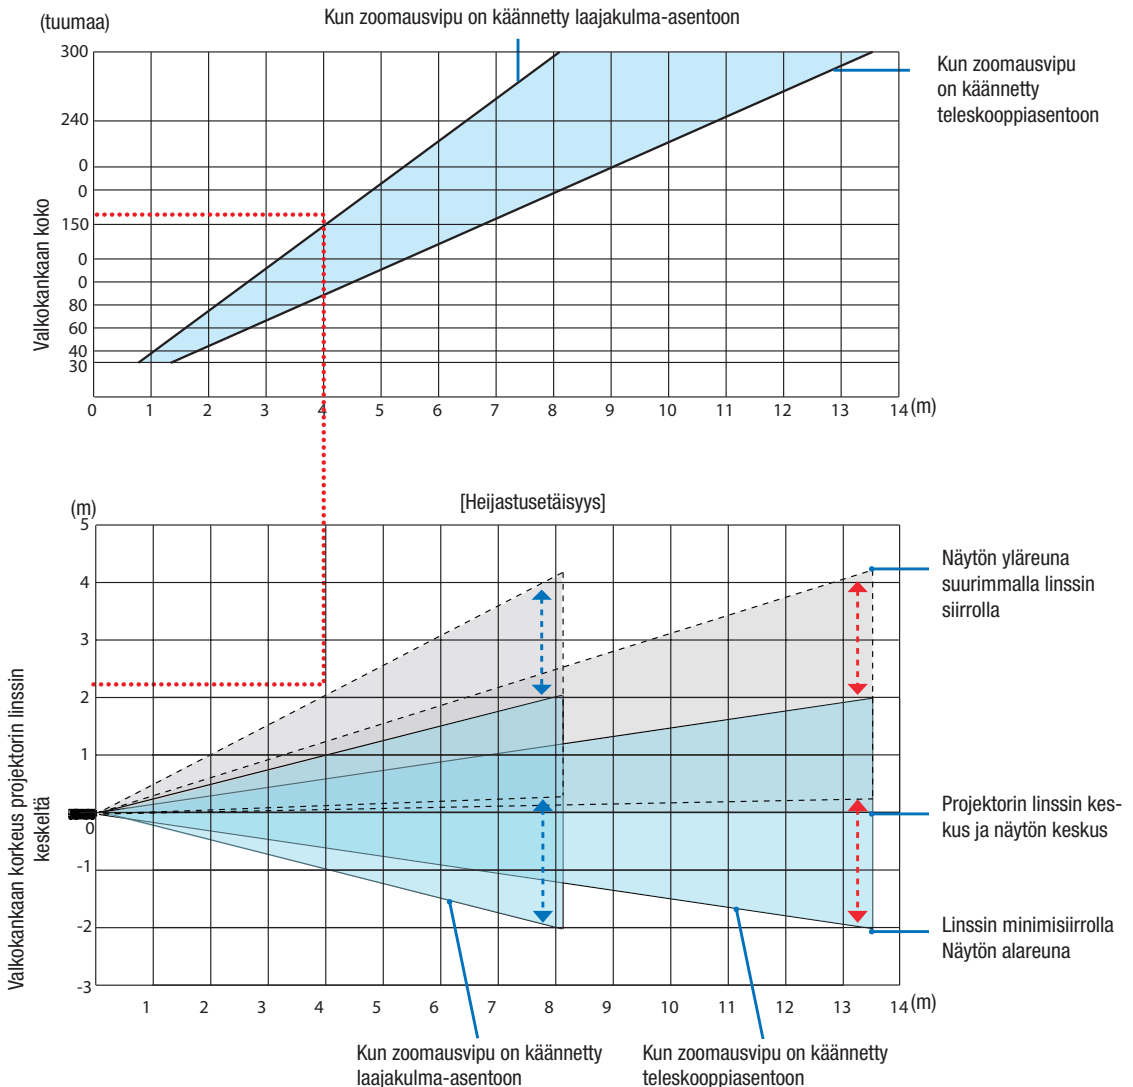 (tuumaa)
Kun zoomausvipu on käännetty laajakulma-asentoon
300
240
0
0
150
0
0
80
60
40
30
Valkokankaan koko
Kun zoomausvipu
on käännetty
teleskooppiasentoon
0 1 2 3 4 5 6 7 8 9 10 11 12 13 14 (m)
(m)
[Heijastusetäisyys]
5
4
3
2
1
0
-1
-2
-3
Valkokankaan korkeus projektorin linssin
keskeltä
Näytön yläreuna
suurimmalla linssin
siirrolla
Projektorin linssin kes-
kus ja näytön keskus
Linssin minimisiirrolla
Näytön alareuna
1 2 3 4 5 6 7 8 9 10 11 12 13 14 (m)
Kun zoomausvipu on käännetty
laajakulma-asentoon
Kun zoomausvipu on käännetty
teleskooppiasentoon